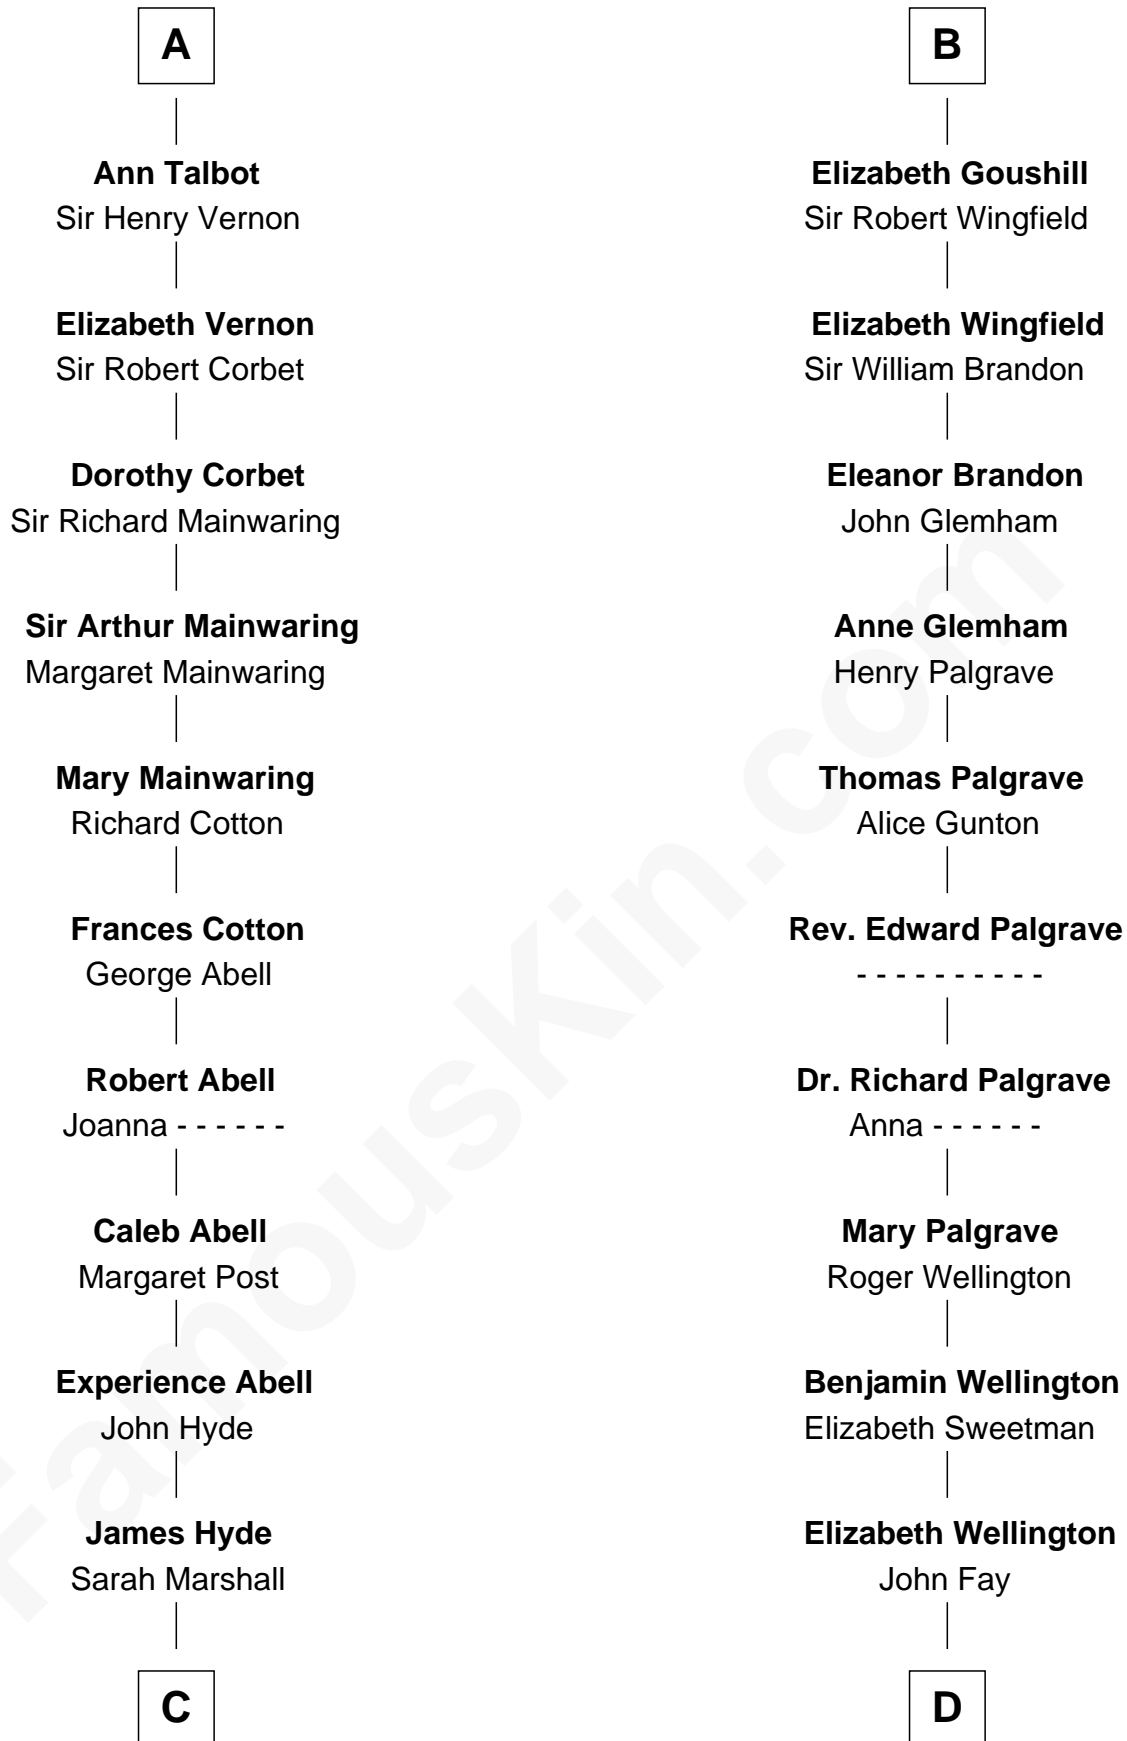 A
Ann Talbot
Sir Henry Vernon
Elizabeth Vernon
Sir Robert Corbet
Dorothy Corbet
Sir Richard Mainwaring
Sir Arthur Mainwaring
Margaret Mainwaring
Mary Mainwaring
Richard Cotton
Frances Cotton
George Abell
Robert Abell
Joanna - - - - - -
Caleb Abell
Margaret Post
Experience Abell
John Hyde
James Hyde
Sarah Marshall
C
B
Elizabeth Goushill
Sir Robert Wingfield
Elizabeth Wingfield
Sir William Brandon
Eleanor Brandon
John Glemham
Anne Glemham
Henry Palgrave
Thomas Palgrave
Alice Gunton
Rev. Edward Palgrave
- - - - - - - - - -
Dr. Richard Palgrave
Anna - - - - - -
Mary Palgrave
Roger Wellington
Benjamin Wellington
Elizabeth Sweetman
Elizabeth Wellington
John Fay
D
FamousKin.com